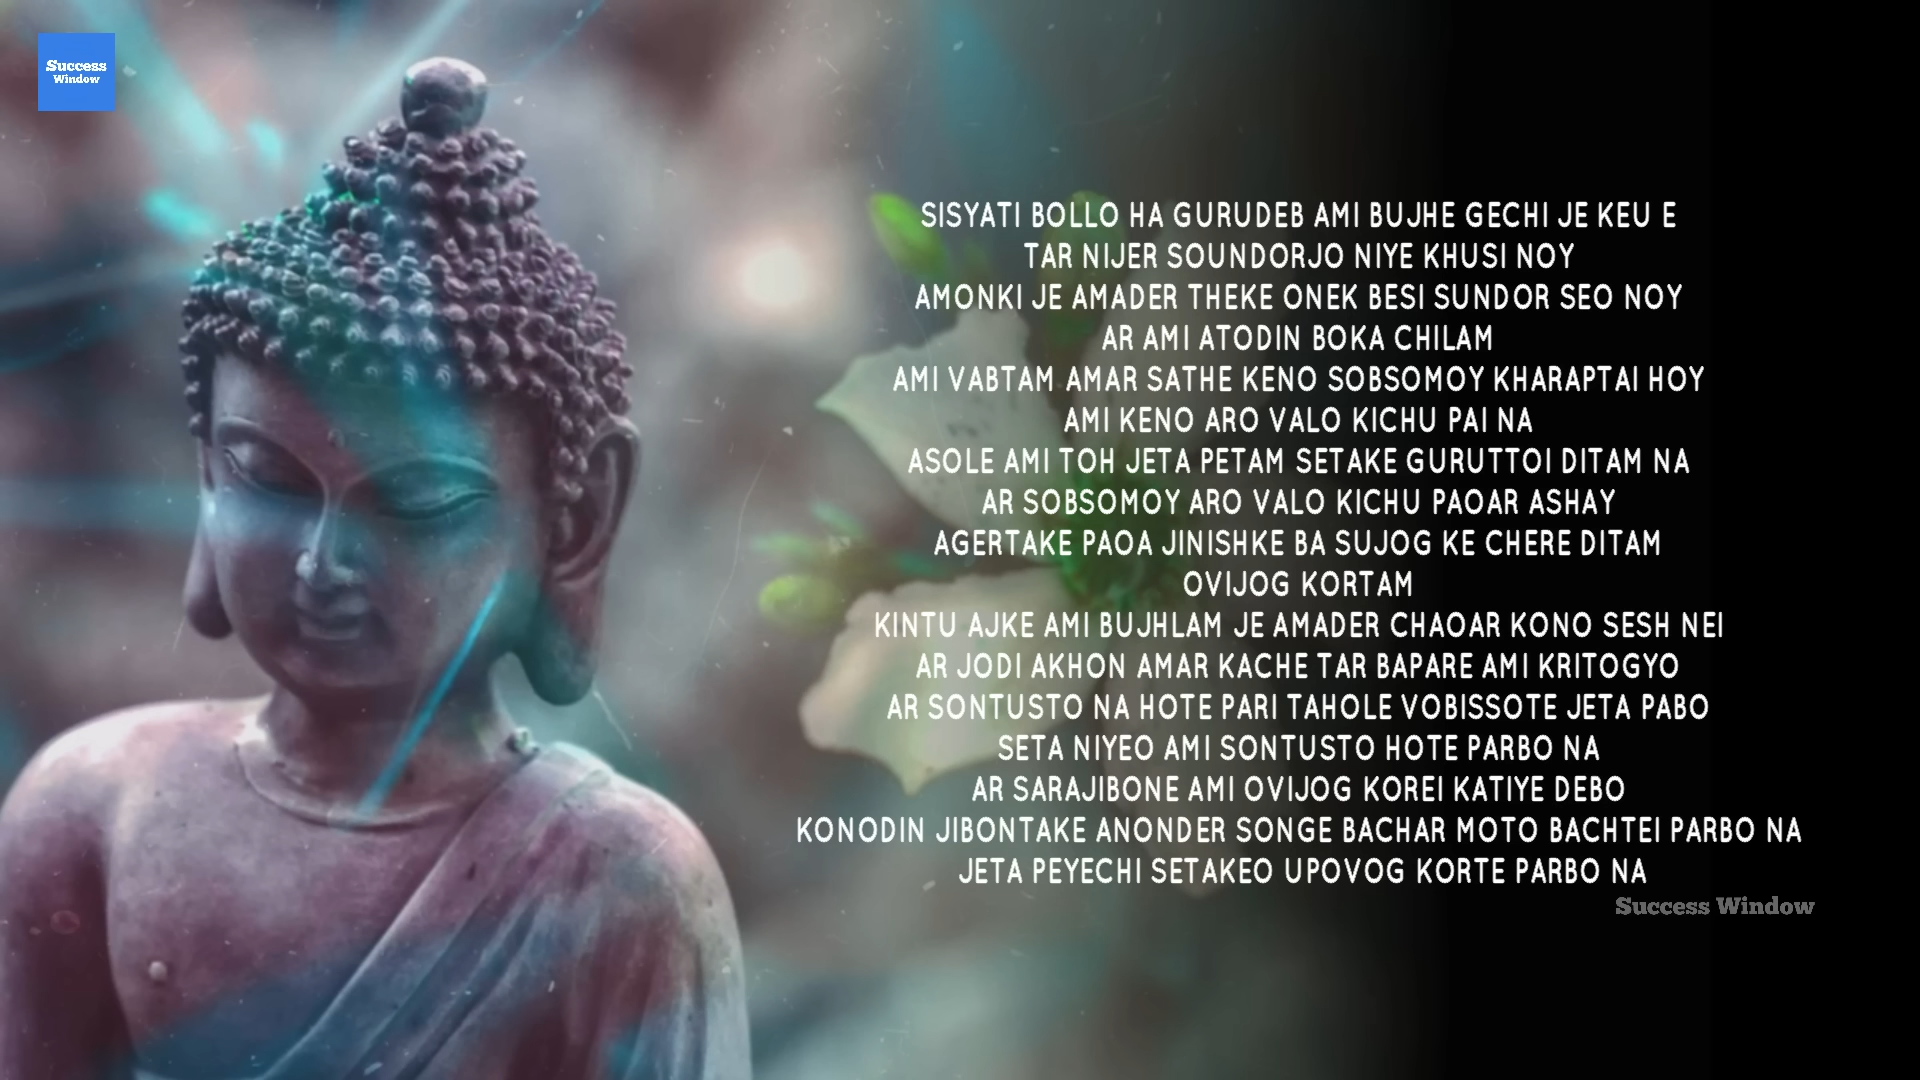 Success
Window
SISYATI BOLLO HA GURUDEB AMI BUJHE GECHI JE KEU E
TAR NIJER SOUNDORJO NIYE KHUSI NOY
AMONKI JE AMADER THEKE ONEK BESI SUNDOR SEO NOY
AR AMI ATODIN BOKA CHILAM
AMI VABTAM AMAR SATHE KENO SOBSOMOY KHARAPTAI HOY
AMI KENO ARO VALO KICHU PAI NA
ASOLE AMI TOH JETA PETAM SETAKE GURUTTOI DITAM NA
AR SOBSOMOY ARO VALO KICHU PAOAR ASHAY
AGERTAKE PAOA JINISHKE BA SUJOG KE CHERE DITAM
OVIJOG KORTAM
KINTU AJKE AMI BUJHLAM JE AMADER CHAOAR KONO SESH NEI
AR JODI AKHON AMAR KACHE TAR BAPARE AMI KRITOGYO
AR SONTUSTO NA HOTE PARI TAHOLE VOBISSOTE JETA PABO
SETA NIYEO AMI SONTUSTO HOTE PARBO NA
AR SARAJIBONE AMI OVIJOG KOREI KATIYE DEBO
KONODIN JIBONTAKE ANONDER SONGE BACHAR MOTO BACHTEI PARBO NA
JETA PEYECHI SETAKEO UPOVOG KORTE PARBO NA
Success Window